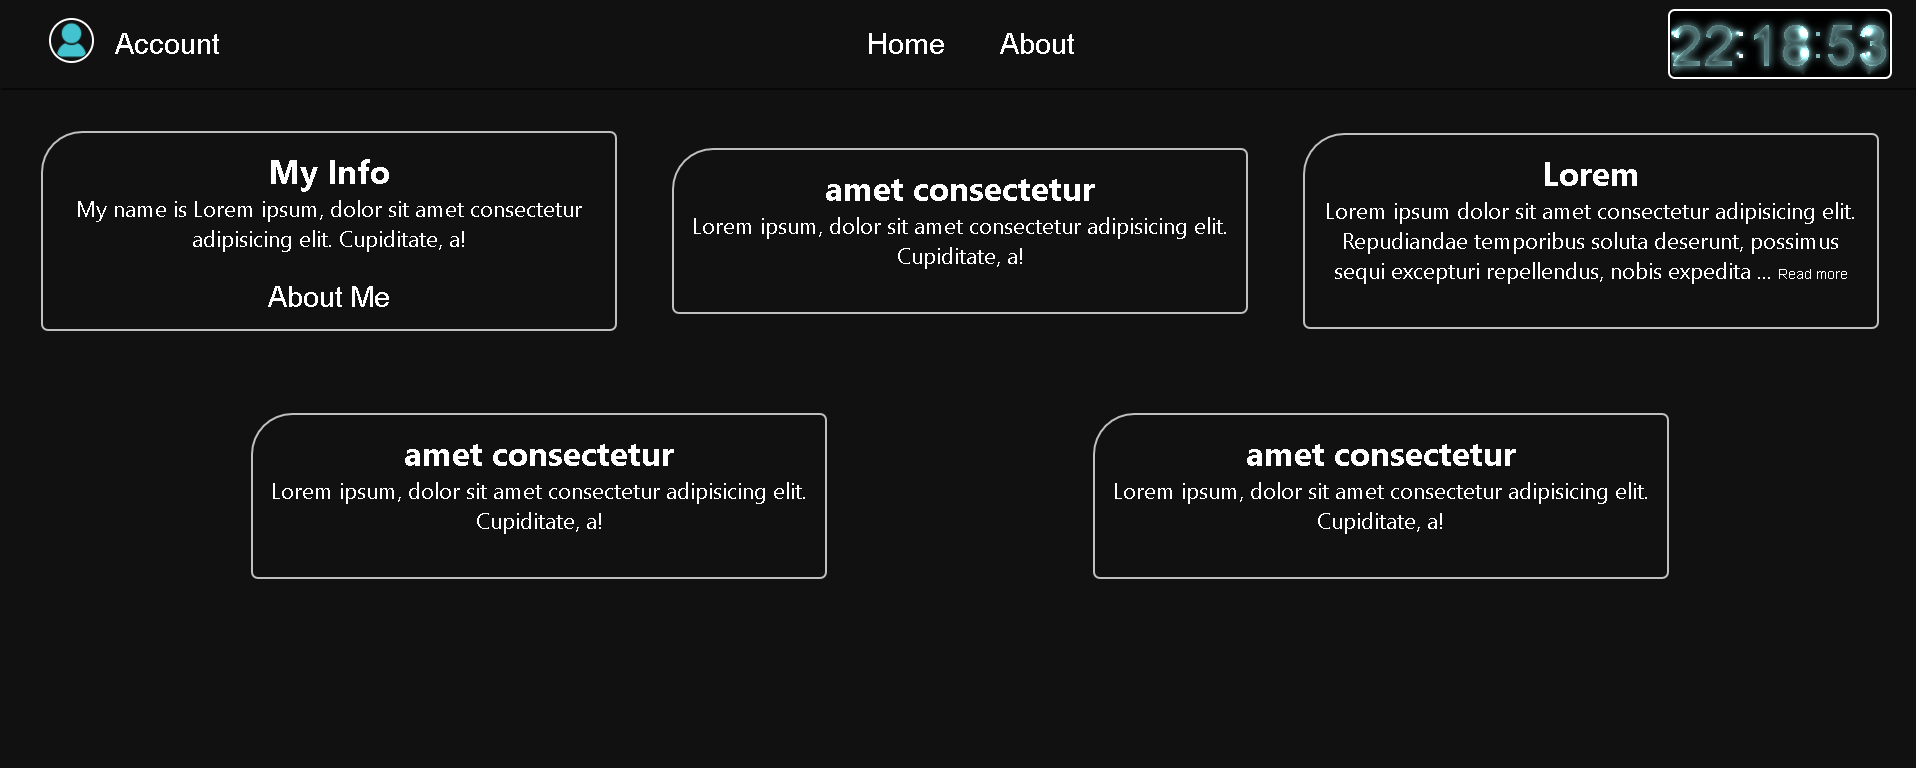 Account
Home
About
22:18:53
My Info
My name is Lorem ipsum, dolor sit amet consectetur
adipisicing elit. Cupiditate, a!
About Me
amet consectetur
Lorem ipsum, dolor sit amet consectetur adipisicing elit.
Cupiditate, a!
Lorem
Lorem ipsum dolor sit amet consectetur adipisicing elit.
Repudiandae temporibus soluta deserunt, possimus
sequi excepturi repellendus, nobis expedita ... Read more
amet consectetur
Lorem ipsum, dolor sit amet consectetur adipisicing elit.
Cupiditate, a!
amet consectetur
Lorem ipsum, dolor sit amet consectetur adipisicing elit.
Cupiditate, a!